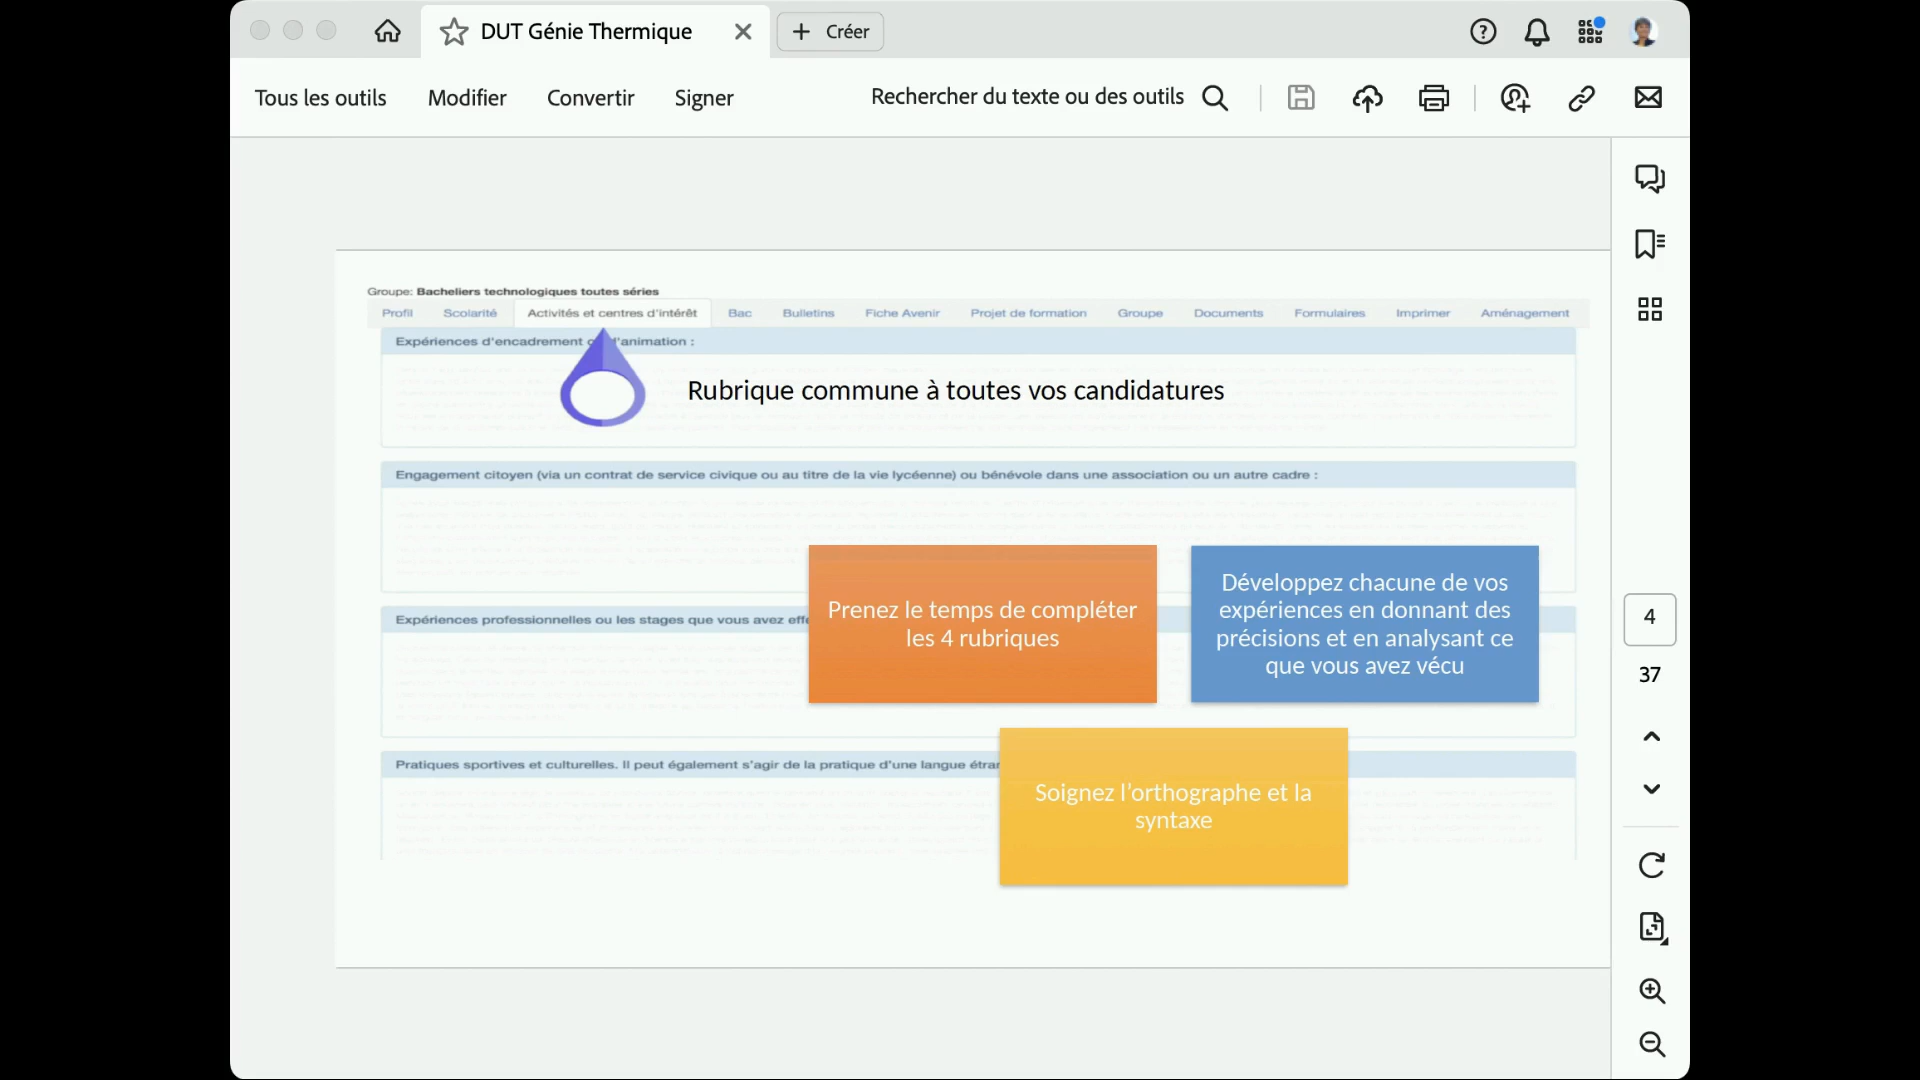 DUT Génie Thermique
Créer
Tous les outils
Modifier
Convertir
Signer
Rechercher du texte ou des outils
Groupe: Bacheliers technologiques toutes séries
Profil
Scolarité
Activités et centres d'intérêt
Bac
Bulletins
Fiche Avenir
Projet de formation
Groupe
Documents
Formulaires
Imprimer
Aménagement
Expériences d'encadrement d'animation :
Rubrique commune à toutes vos candidatures
Engagement citoyen (via un contrat de service civique ou au titre de la vie lycéenne) ou bénévole dans une association ou un autre cadre :
Prenez le temps de compléter
les 4 rubriques
Développez chacune de vos
expériences en donnant des
précisions et en analysant ce
que vous avez vécu
Expériences professionnelles ou les stages que vous avez
Pratiques sportives et culturelles. Il peut également s'agir de la pratique d'une langue
Soignez l'orthographe et la
syntaxe
4
37